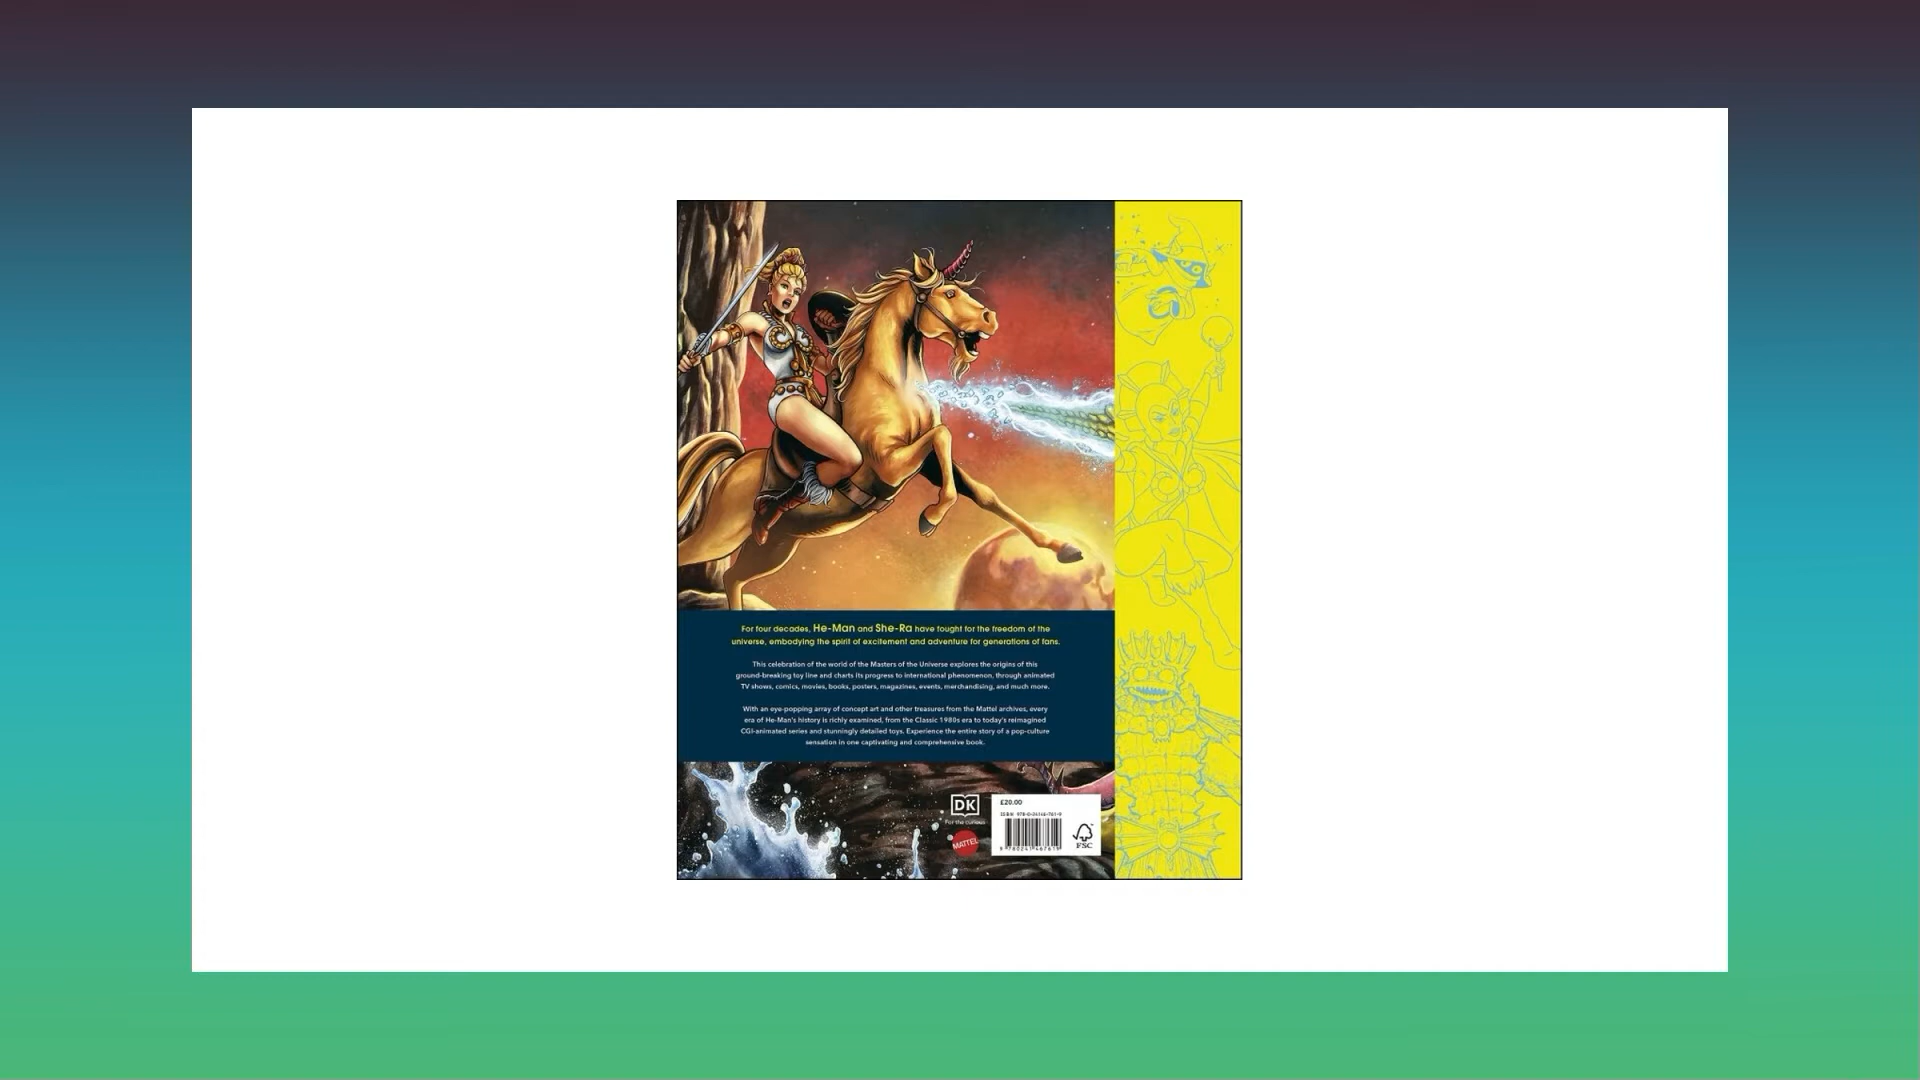 For four decades, He-Man and She-Ra have fought for the freedom of the
universe, embodying the spirit of excitement and adventure for generations of fans.
This celebration of the world of the Masters of the Universe explores the origins of this
ground-breaking toy line and charts its progress to international phenomenon, through animated
TV shows, comics, movies, books, posters, magazines, events, merchandising, and much more.
With an eye-popping array of concept art and other treasures from the Mattel archives, every
era of He-Man's history is richly examined, from the Classic 1980s era to today's reimagined
CGI-animated series and stunningly detailed toys. Experience the entire story of a pop-culture
sensation in one captivating and comprehensive book.
DK
For the curious
MATTEL
£20.00
FSC